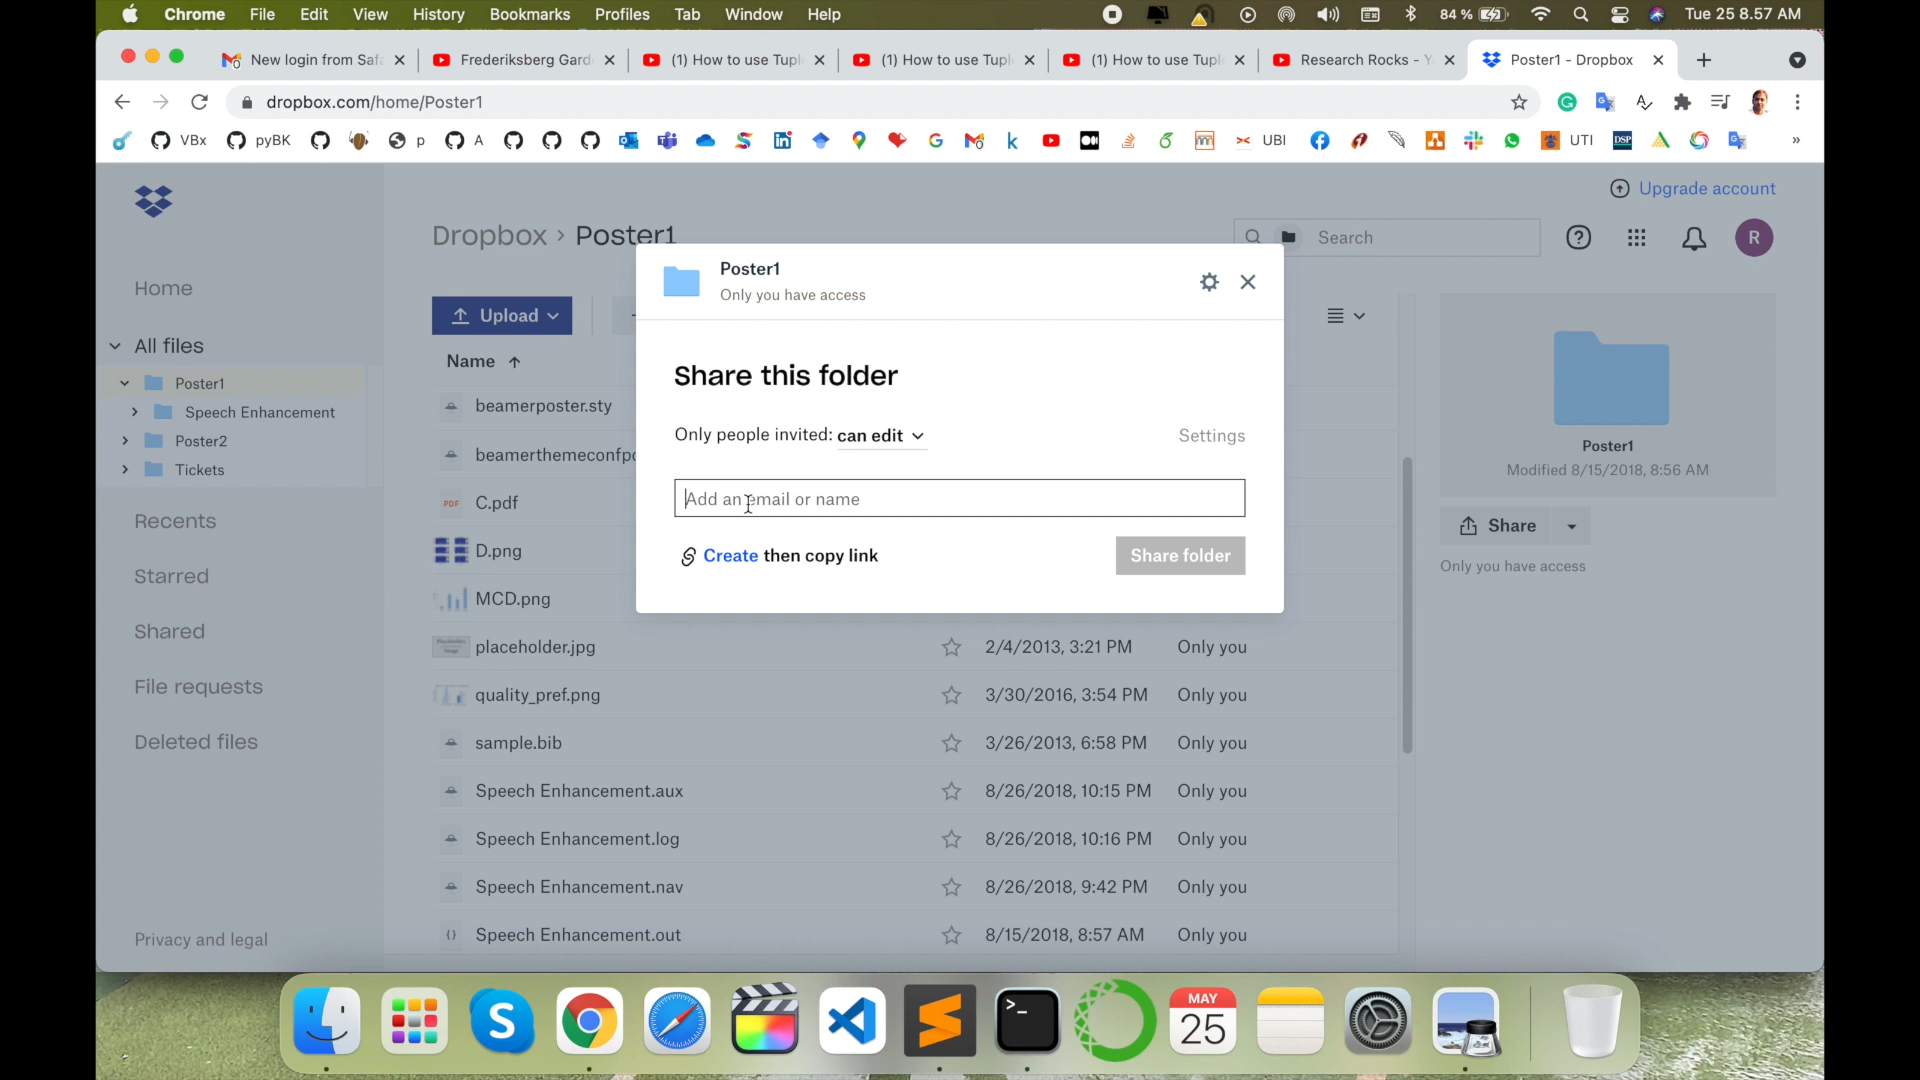 Chrome File Edit View History Bookmarks Profiles Tab Window Help 84 % Tue 25 8.57 AM
New login from Saf
Frederiksberg Gard
(1) How to use Tupl
(1) How to use Tupl
(1) How to use Tupl
Research Rocks - Y
Poster1 - Dropbox
dropbox.com/home/Poster1
VBx pyBK p A UBI UTI DSP »
Upgrade account
Dropbox › Poster1
Search
R
Home
All files
Poster1
Speech Enhancement
Poster2
Tickets
Recents
Starred
Shared
File requests
Deleted files
Privacy and legal
Upload
Name
beamerposter.sty
beamerthemeconfpo
PDF C.pdf
D.png
MCD.png
placeholder.jpg 2/4/2013, 3:21 PM Only you
quality_pref.png 3/30/2016, 3:54 PM Only you
sample.bib 3/26/2013, 6:58 PM Only you
Speech Enhancement.aux 8/26/2018, 10:15 PM Only you
Speech Enhancement.log 8/26/2018, 10:16 PM Only you
Speech Enhancement.nav 8/26/2018, 9:42 PM Only you
{} Speech Enhancement.out 8/15/2018, 8:57 AM Only you
Poster1
Only you have access
Share this folder
Only people invited: can edit
Settings
Add an email or name
Create then copy link
Share folder
Poster1
Modified 8/15/2018, 8:56 AM
Share
Only you have access
MAY
25